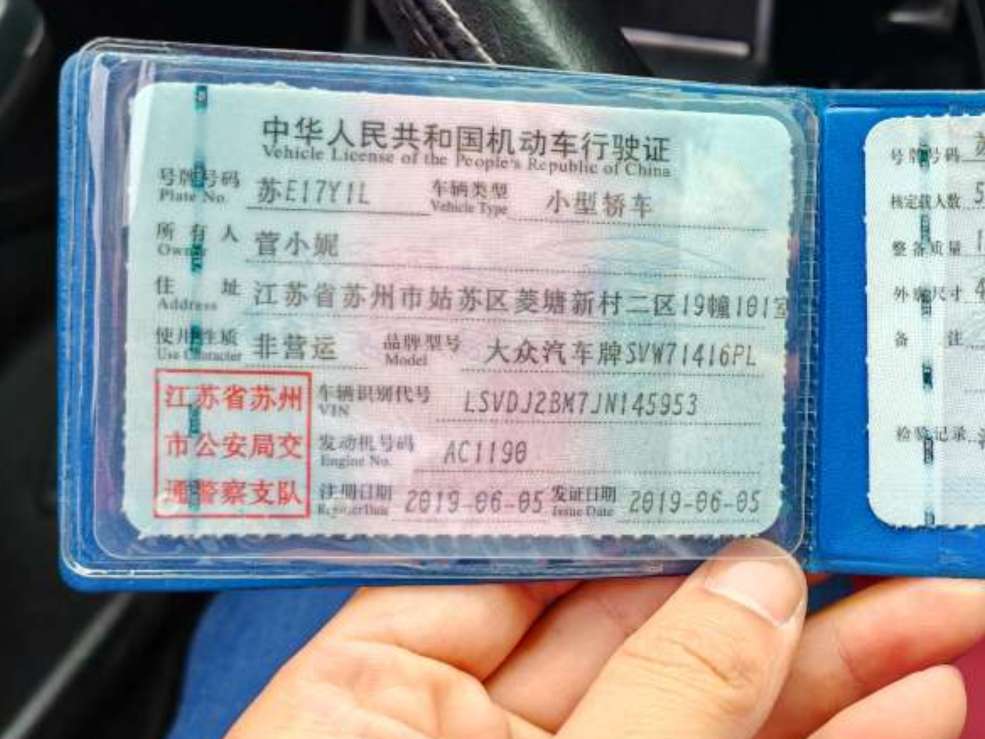 中华人民共和国机动车行驶证
Vehicle License of the People's Republic of China
号牌号码 苏E17Y1L 车辆类型 小型轿车
Plate No. Vehicle Type
所有人 菅小妮
Owner
住址 江苏省苏州市姑苏区菱塘新村二区19幢101室
Address
使用性质 非营运 品牌型号 大众汽车牌SVW71416PL
Use Character Model
江苏省苏州
市公安局交
通警察支队
车辆识别代号 LSVDJ2BM7JN145953
VIN
发动机号码 AC1190
Engine No.
注册日期 2019-06-05 发证日期 2019-06-05
Register Date Issue Date
号牌号码 苏
核定载人数 5
整备质量 1
外廓尺寸 4
备注
检验记录